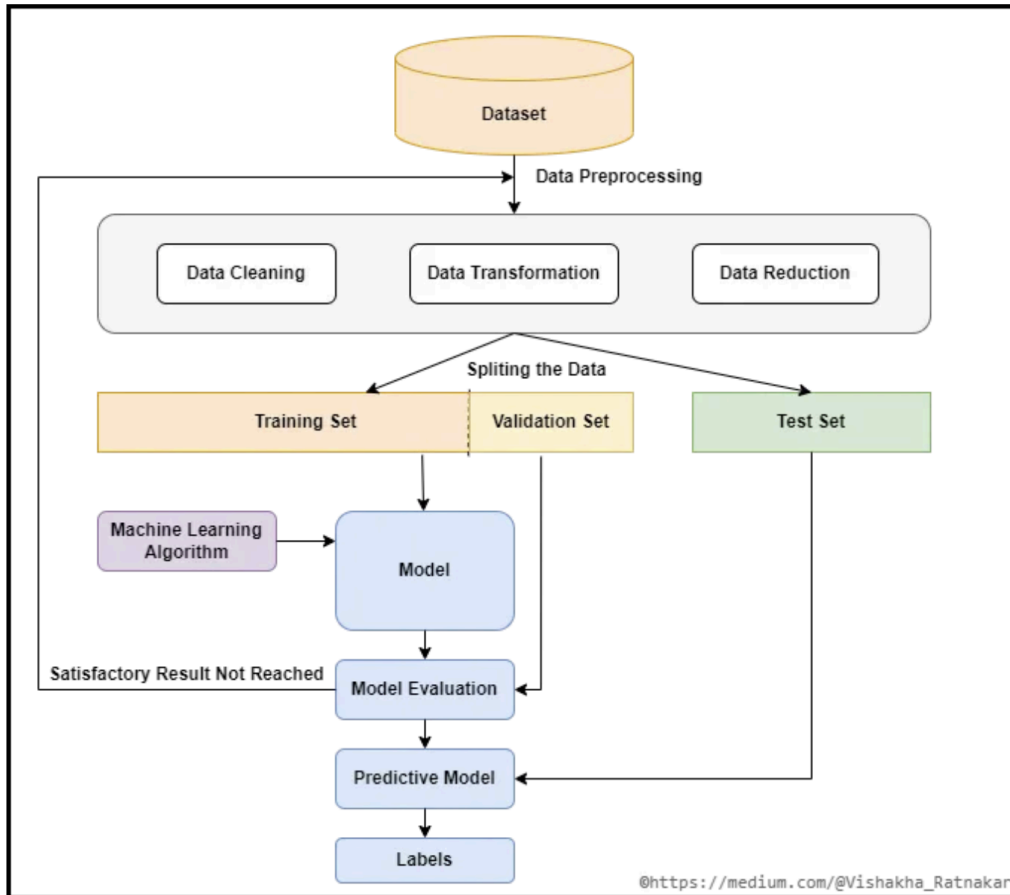 Dataset
Data Preprocessing
Data Cleaning
Data Transformation
Data Reduction
Spliting the Data
Training Set
Validation Set
Test Set
Machine Learning
Algorithm
Model
Satisfactory Result Not Reached
Model Evaluation
Predictive Model
Labels
©https://medium.com/@Vishakha_Ratnakar